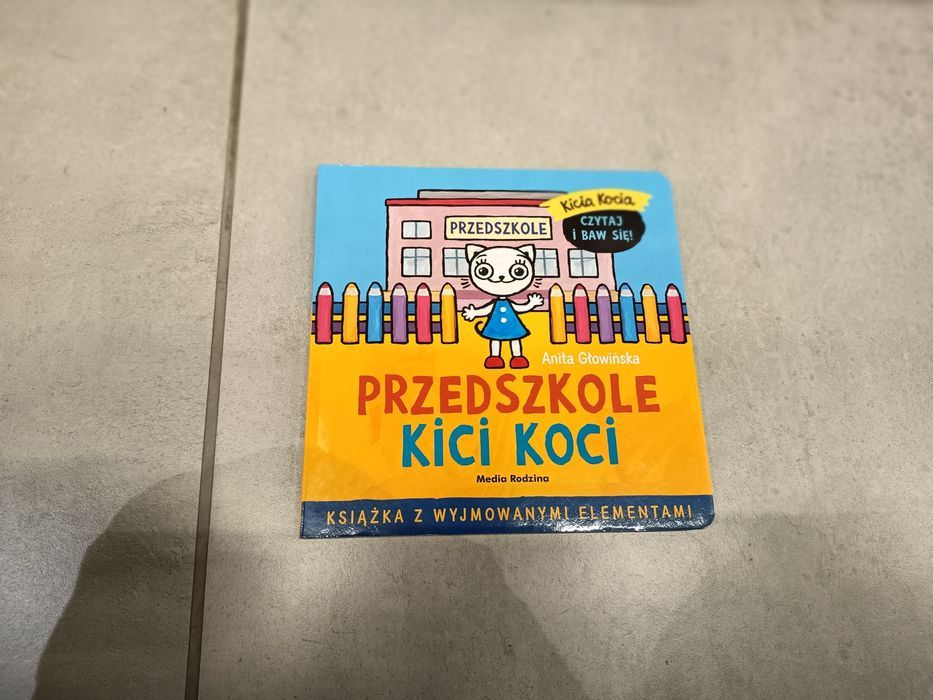 Kicia Kocia
CZYTAJ
i BAW SIĘ!
PRZEDSZKOLE
Anita Głowińska
PRZEDSZKOLE
KiCi KOCi
Media Rodzina
KSIĄŻKA Z WYJMOWANYMI ELEMENTAMI